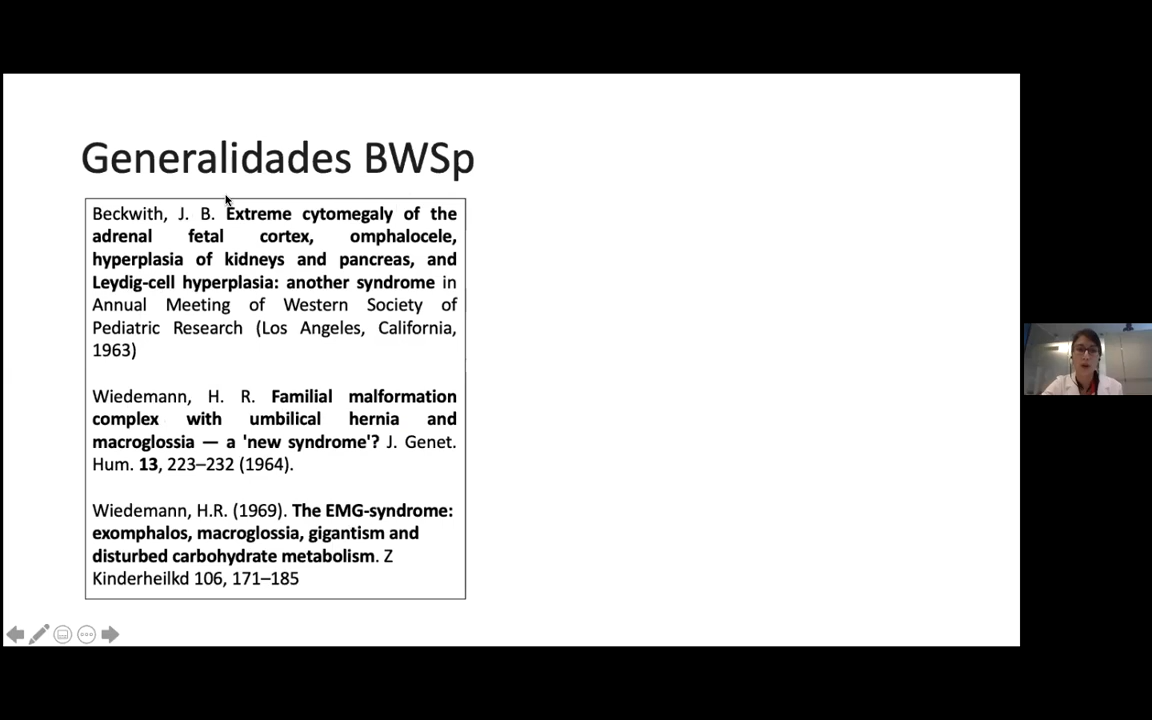 Generalidades BWSp
Beckwith, J. B. Extreme cytomegaly of the
adrenal fetal cortex, omphalocele,
hyperplasia of kidneys and pancreas, and
Leydig-cell hyperplasia: another syndrome in
Annual Meeting of Western Society of
Pediatric Research (Los Angeles, California,
1963)
Wiedemann, H. R. Familial malformation
complex with umbilical hernia and
macroglossia — a 'new syndrome'? J. Genet.
Hum. 13, 223–232 (1964).
Wiedemann, H.R. (1969). The EMG-syndrome:
exomphalos, macroglossia, gigantism and
disturbed carbohydrate metabolism. Z
Kinderheilkd 106, 171–185